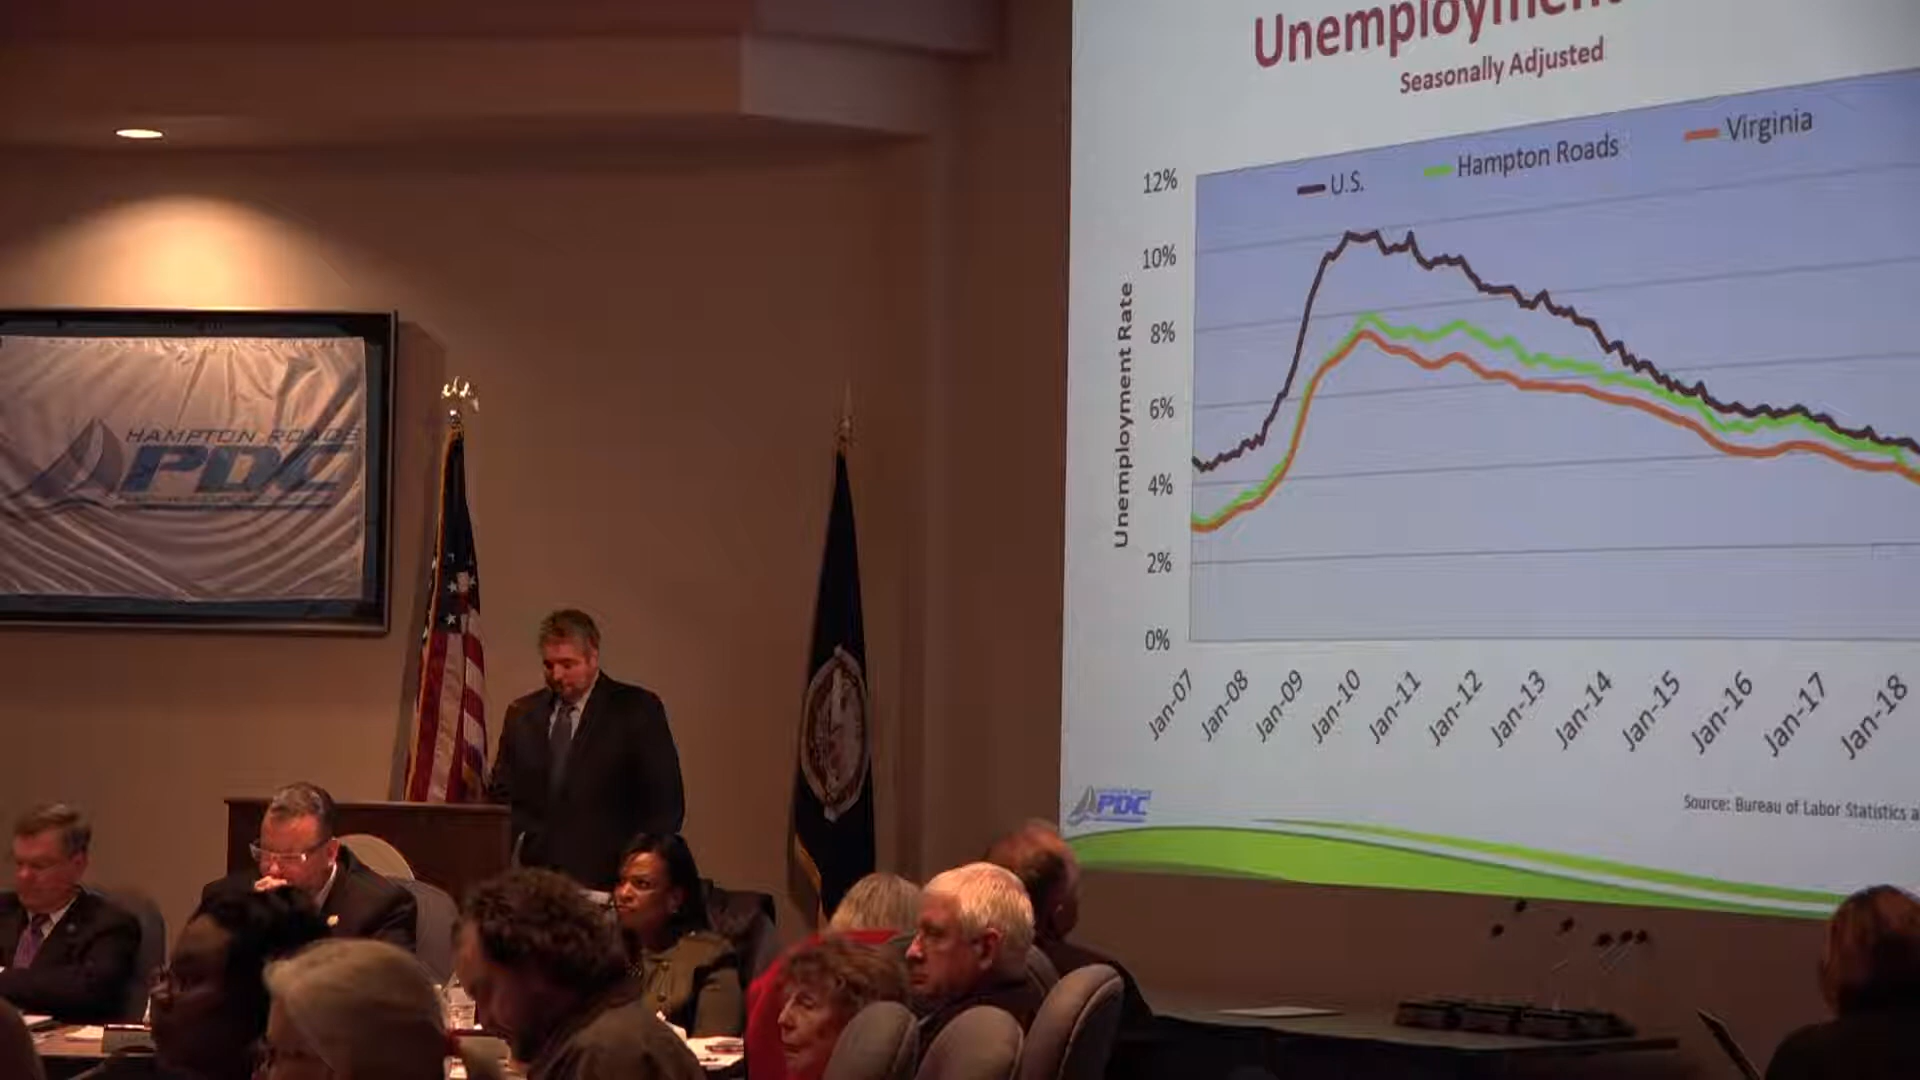 Unemployment
Seasonally Adjusted
U.S.
Hampton Roads
Virginia
12%
10%
8%
6%
4%
2%
0%
Unemployment Rate
Jan-07
Jan-08
Jan-09
Jan-10
Jan-11
Jan-12
Jan-13
Jan-14
Jan-15
Jan-16
Jan-17
Jan-18
PDC
Source: Bureau of Labor Statistics a
HAMPTON ROADS
PDC